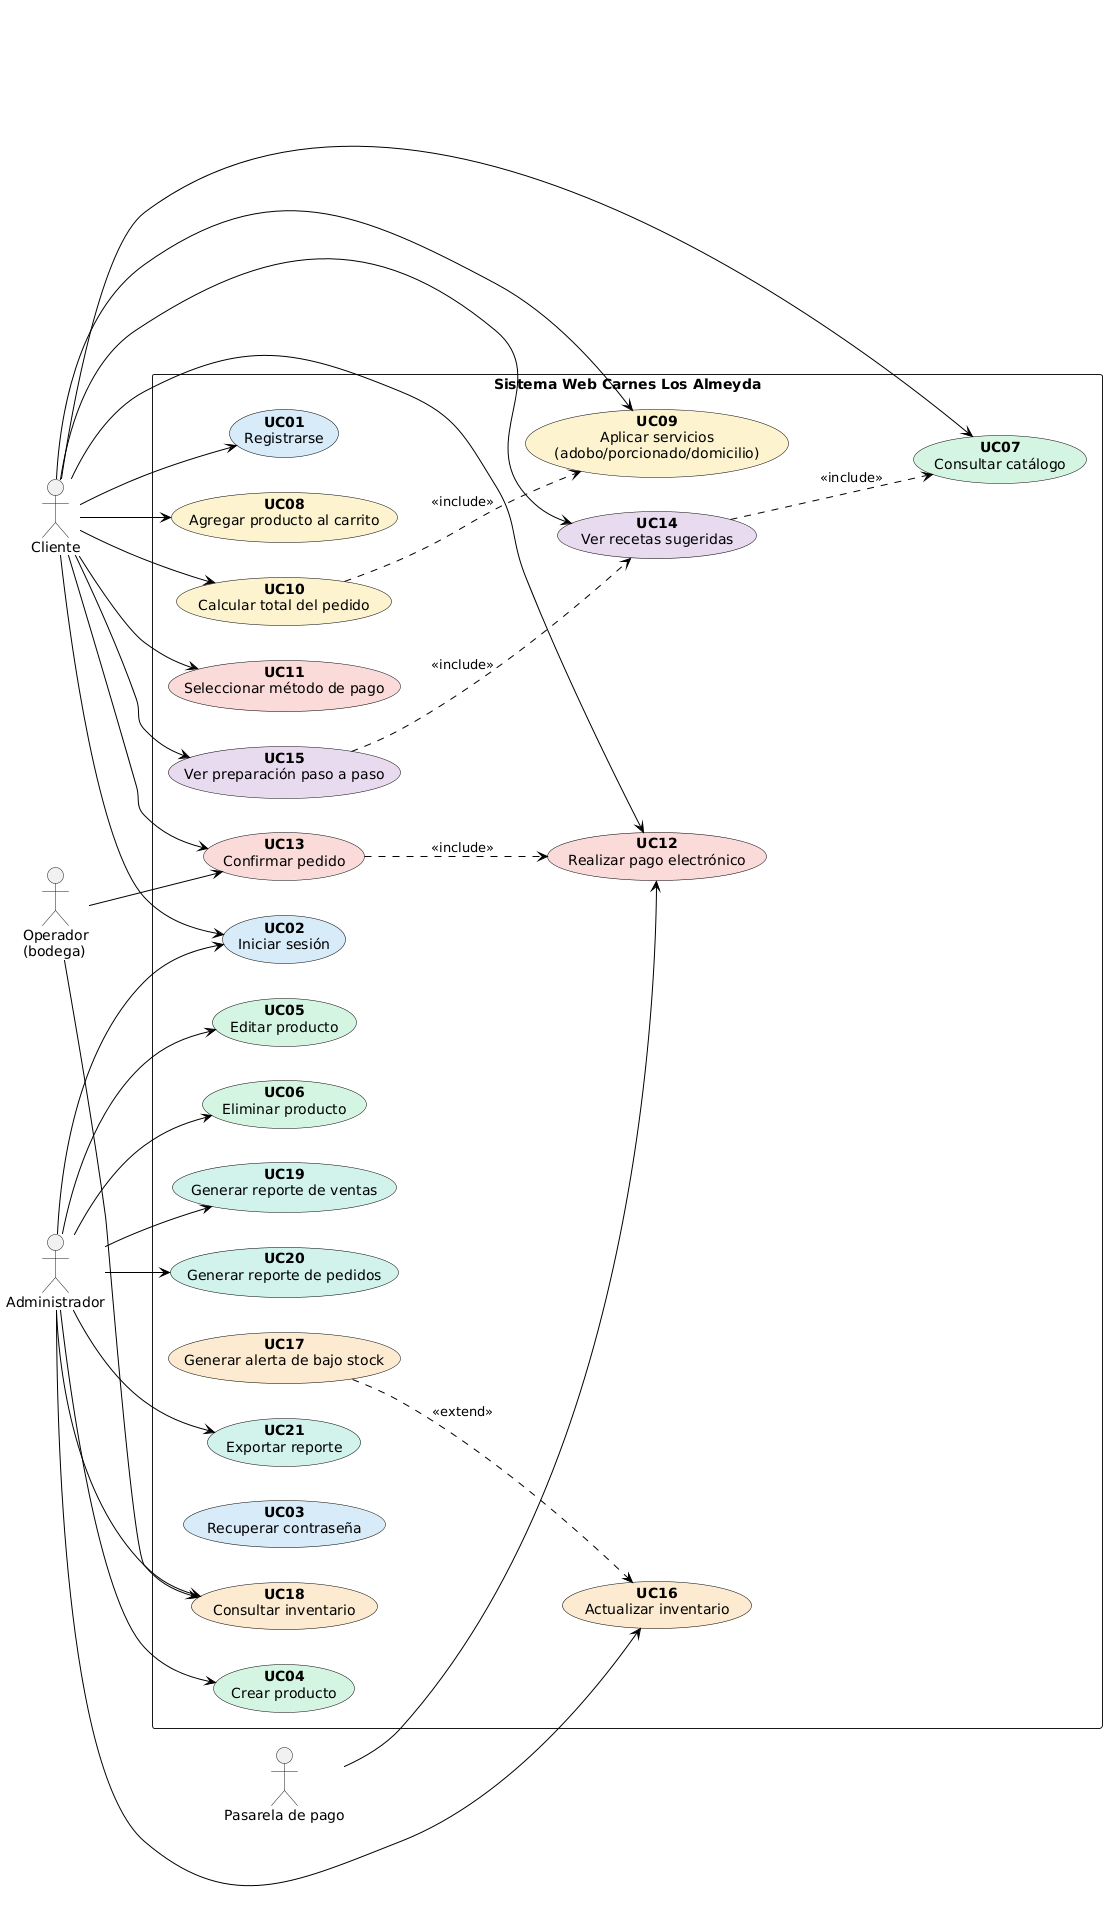 Sistema Web Carnes Los Almeyda
UC01
Registrarse
UC09
Aplicar servicios
(adobo/porcionado/domicilio)
UC07
Consultar catálogo
«include»
UC08
Agregar producto al carrito
«include»
UC14
Ver recetas sugeridas
Cliente
UC10
Calcular total del pedido
UC11
Seleccionar método de pago
«include»
UC15
Ver preparación paso a paso
UC13
Confirmar pedido
«include»
UC12
Realizar pago electrónico
Operador
(bodega)
UC02
Iniciar sesión
UC05
Editar producto
UC06
Eliminar producto
UC19
Generar reporte de ventas
UC20
Generar reporte de pedidos
Administrador
UC17
Generar alerta de bajo stock
«extend»
UC21
Exportar reporte
UC03
Recuperar contraseña
UC18
Consultar inventario
UC16
Actualizar inventario
UC04
Crear producto
Pasarela de pago